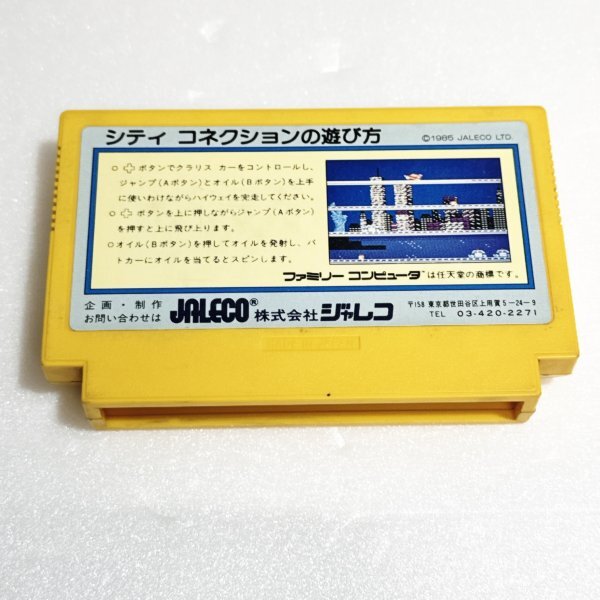 シティ コネクションの遊び方
©1985 JALECO LTD.
○✚ボタンでクラリス カーをコントロールし、
ジャンプ(Aボタン)とオイル(Bボタン)を上手
に使いわけながらハイウェイを完走してください。
○✚ボタンを上に押しながらジャンプ(Aボタン)
を押すと上に飛び上ります。
○オイル(Bボタン)を押してオイルを発射し、パ
トカーにオイルを当てるとスピンします。
ファミリー コンピュータは任天堂の商標です。
企画・制作
お問い合わせは
JALECO® 株式会社ジャレコ
〒158 東京都世田谷区上用賀5-24-9
TEL 03-420-2271